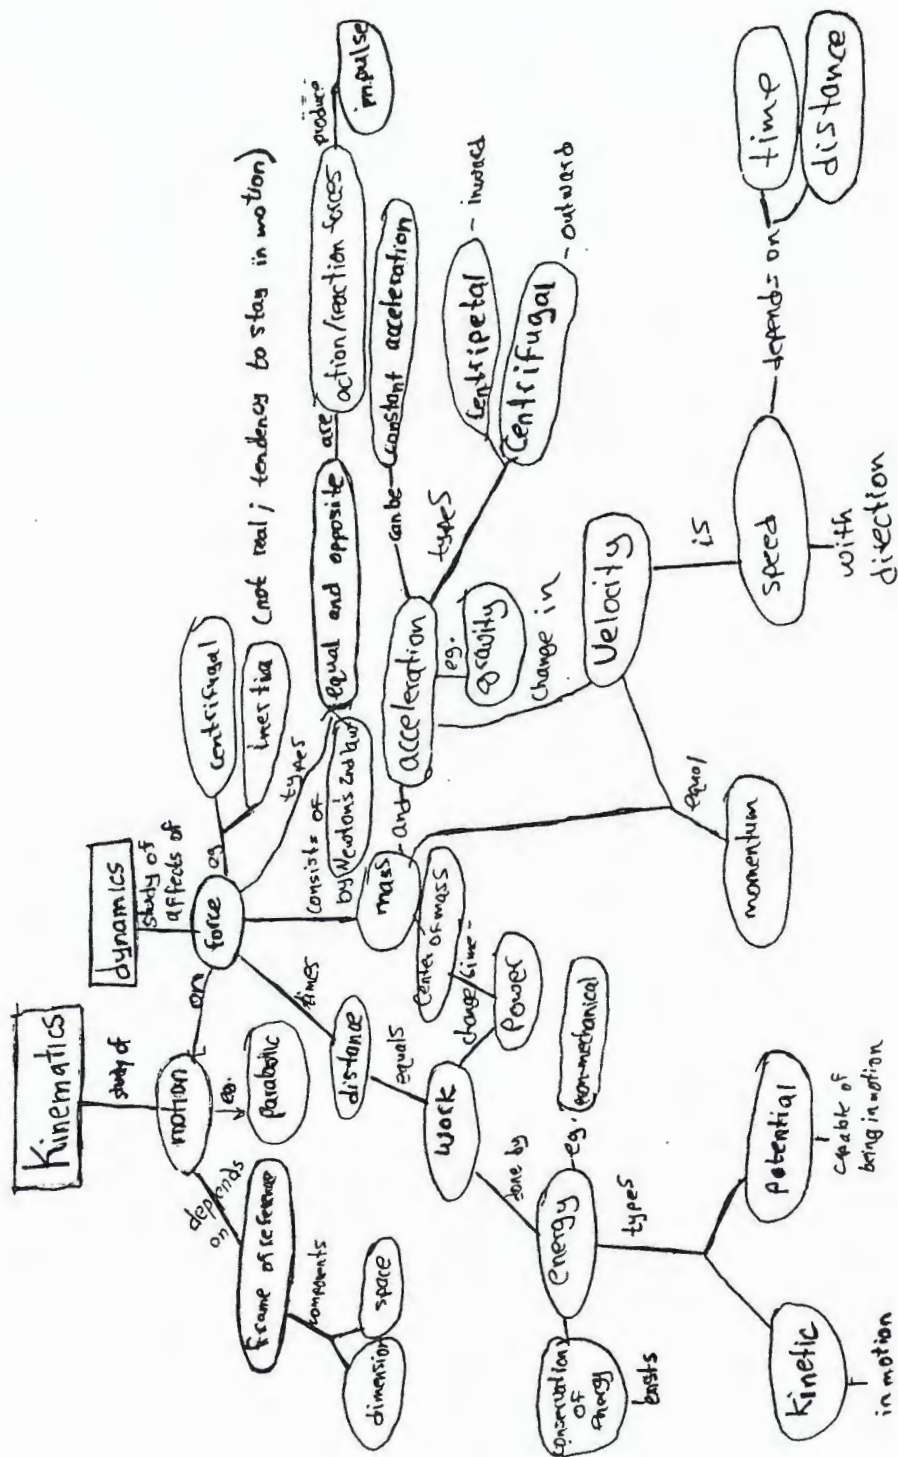 Kinematics
study of
motion
eg.
parabolic
depends
on
frame of reference
components
dimension
space
on
dynamics
study of
affects of
force
eg
centrifugal
inertia
(not real; tendency to stay in motion)
types
equal and opposite
are
action/reaction forces
produce
impulse
consists of
by Newton's 2nd law
mass
and
acceleration
can be
constant acceleration
types
Centripetal
- inward
Centrifugal
- outward
eg.
gravity
change in
Velocity
is
speed
with
direction
depends on
time
distance
equal
momentum
center of mass
times
distance
equals
work
change/time
Power
done by
energy
eg.
non-mechanical
conservation
of
energy
exists
types
kinetic
in motion
potential
capable of
being in motion